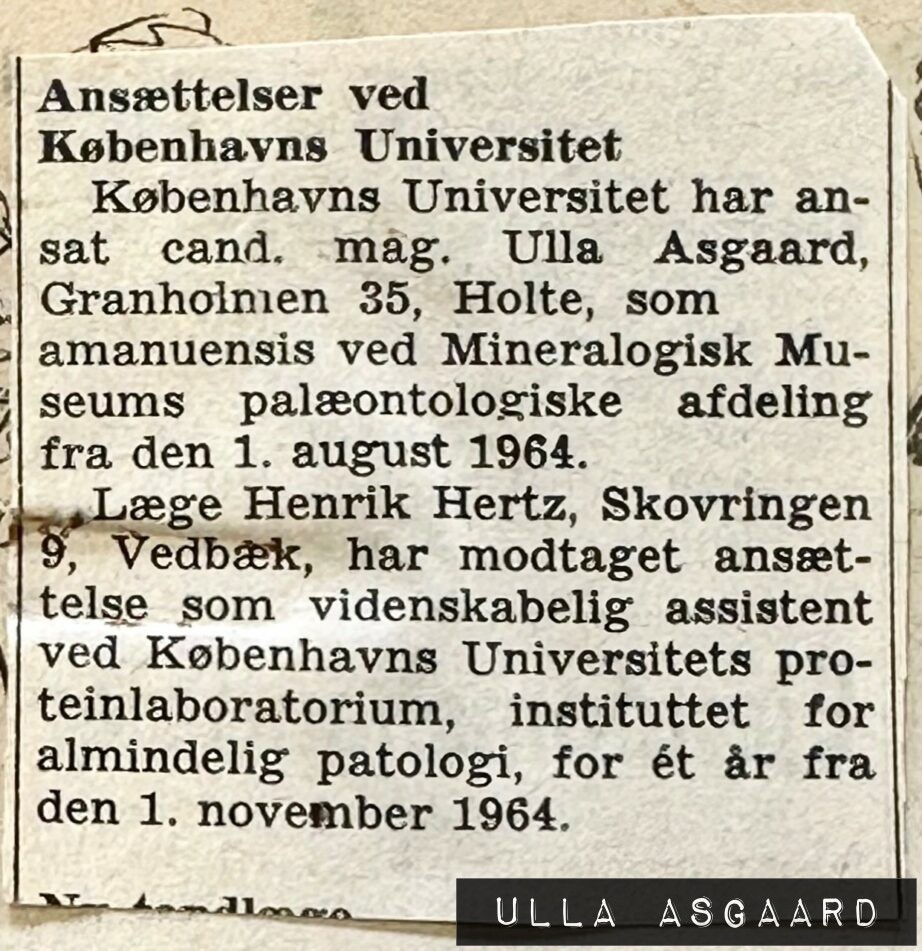 Ansættelser ved
Københavns Universitet
Københavns Universitet har an-
sat cand. mag. Ulla Asgaard,
Granholmen 35, Holte, som
amanuensis ved Mineralogisk Mu-
seums palæontologiske afdeling
fra den 1. august 1964.
Læge Henrik Hertz, Skovringen
9, Vedbæk, har modtaget ansæt-
telse som videnskabelig assistent
ved Københavns Universitets pro-
teinlaboratorium, instituttet for
almindelig patologi, for ét år fra
den 1. november 1964.
Ny tandlæge
ULLA ASGAARD